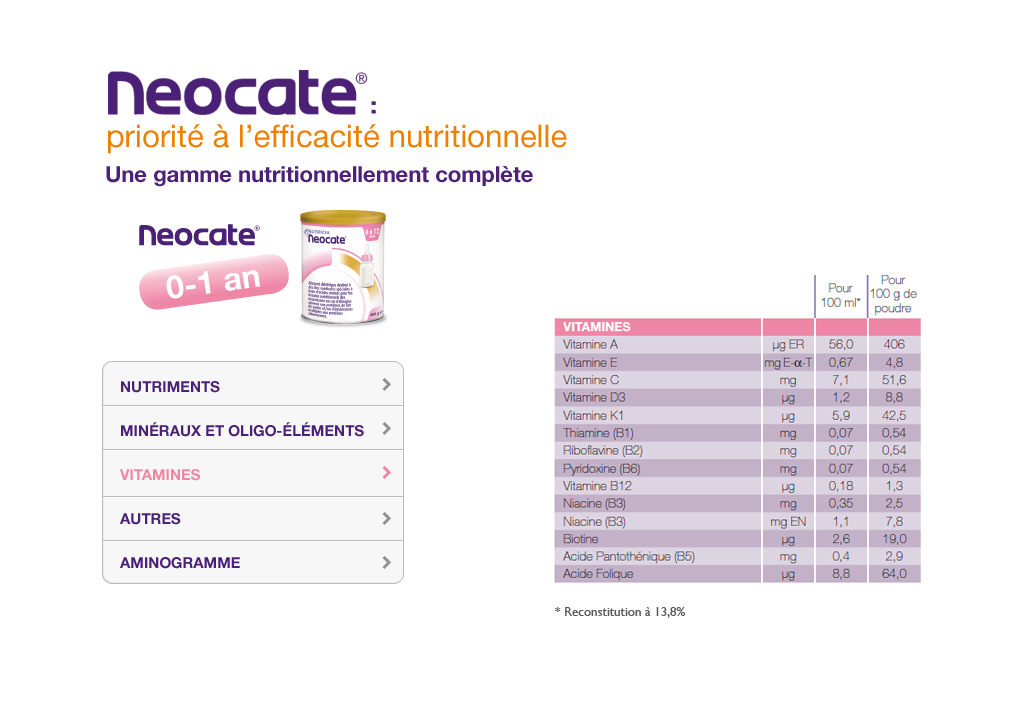 neocate® :
priorité à l'efficacité nutritionnelle
Une gamme nutritionnellement complète
neocate®
0-1 an
NUTRICIA
neocate
0 à 12
NUTRIMENTS
MINÉRAUX ET OLIGO-ÉLÉMENTS
VITAMINES
AUTRES
AMINOGRAMME
Pour 100 ml* Pour 100 g de poudre
VITAMINES
Vitamine A µg ER 56,0 406
Vitamine E mg E-α-T 0,67 4,8
Vitamine C mg 7,1 51,6
Vitamine D3 µg 1,2 8,8
Vitamine K1 µg 5,9 42,5
Thiamine (B1) mg 0,07 0,54
Riboflavine (B2) mg 0,07 0,54
Pyridoxine (B6) mg 0,07 0,54
Vitamine B12 µg 0,18 1,3
Niacine (B3) mg 0,35 2,5
Niacine (B3) mg EN 1,1 7,8
Biotine µg 2,6 19,0
Acide Pantothénique (B5) mg 0,4 2,9
Acide Folique µg 8,8 64,0
* Reconstitution à 13,8%